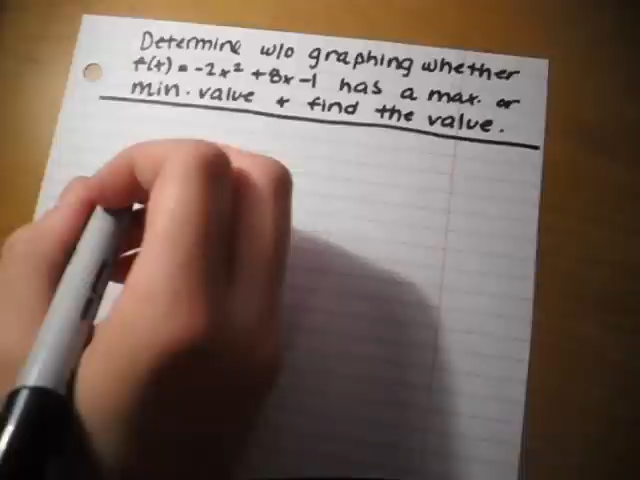 Determine w/o graphing whether
f(x) = -2x² +8x-1 has a max. or
min. value + find the value.